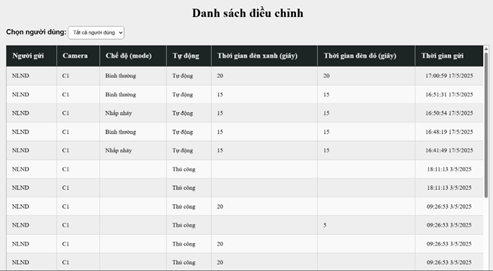 Danh sách điều chỉnh
Chọn người dùng: Tất cả người dùng
Người gửi Camera Chế độ (mode) Tự động Thời gian đèn xanh (giây) Thời gian đèn đỏ (giây) Thời gian gửi
NLND C1 Bình thường Tự động 20 20 17:00:59 17/5/2025
NLND C1 Bình thường Tự động 15 15 16:51:31 17/5/2025
NLND C1 Nhấp nháy Tự động 15 15 16:50:54 17/5/2025
NLND C1 Bình thường Tự động 15 15 16:48:19 17/5/2025
NLND C1 Nhấp nháy Tự động 15 15 16:41:49 17/5/2025
NLND C1 Thủ công 18:11:13 3/5/2025
NLND C1 Thủ công 18:11:13 3/5/2025
NLND C1 Thủ công 20 09:26:53 3/5/2025
NLND C1 Thủ công 5 09:26:53 3/5/2025
NLND C1 Thủ công 20 09:26:53 3/5/2025
NLND C1 Thủ công 20 09:26:53 3/5/2025